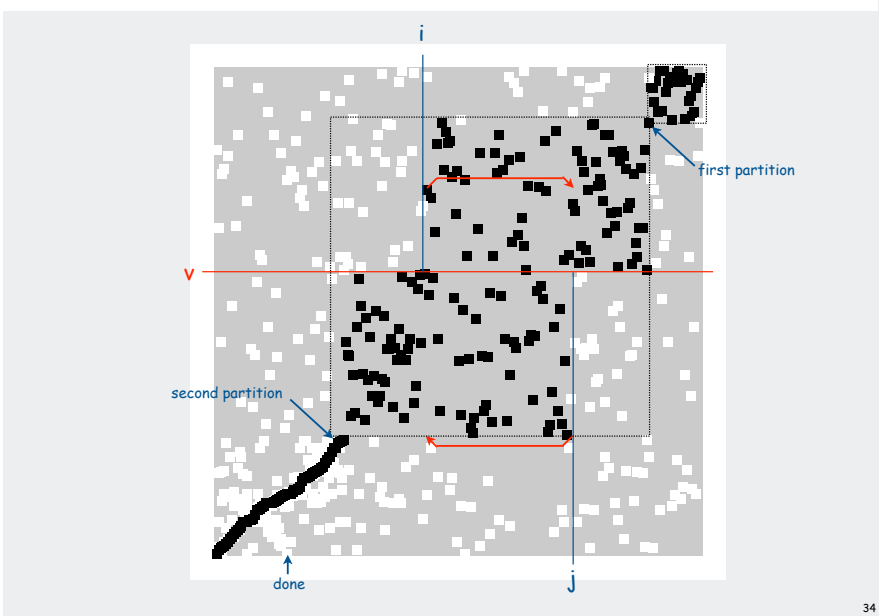 i
first partition
v
second partition
done
j
34